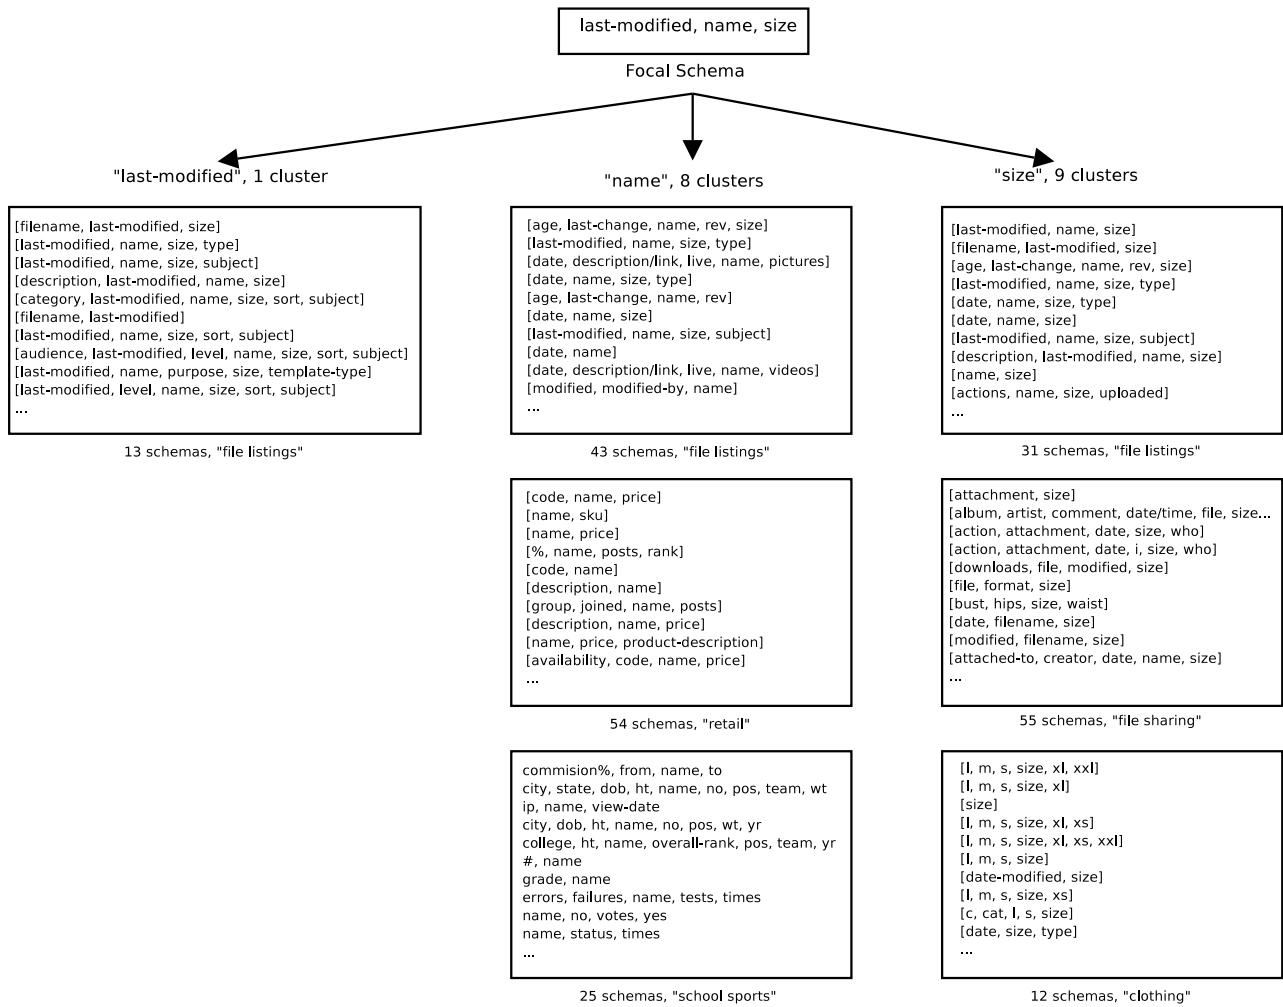 last-modified, name, size
Focal Schema
"last-modified", 1 cluster
[filename, last-modified, size]
[last-modified, name, size, type]
[last-modified, name, size, subject]
[description, last-modified, name, size]
[category, last-modified, name, size, sort, subject]
[filename, last-modified]
[last-modified, name, size, sort, subject]
[audience, last-modified, level, name, size, sort, subject]
[last-modified, name, purpose, size, template-type]
[last-modified, level, name, size, sort, subject]
...
13 schemas, "file listings"
"name", 8 clusters
[age, last-change, name, rev, size]
[last-modified, name, size, type]
[date, description/link, live, name, pictures]
[date, name, size, type]
[age, last-change, name, rev]
[date, name, size]
[last-modified, name, size, subject]
[date, name]
[date, description/link, live, name, videos]
[modified, modified-by, name]
...
43 schemas, "file listings"
[code, name, price]
[name, sku]
[name, price]
[%, name, posts, rank]
[code, name]
[description, name]
[group, joined, name, posts]
[description, name, price]
[name, price, product-description]
[availability, code, name, price]
...
54 schemas, "retail"
commision%, from, name, to
city, state, dob, ht, name, no, pos, team, wt
ip, name, view-date
city, dob, ht, name, no, pos, wt, yr
college, ht, name, overall-rank, pos, team, yr
#, name
grade, name
errors, failures, name, tests, times
name, no, votes, yes
name, status, times
...
25 schemas, "school sports"
"size", 9 clusters
[last-modified, name, size]
[filename, last-modified, size]
[age, last-change, name, rev, size]
[last-modified, name, size, type]
[date, name, size, type]
[date, name, size]
[last-modified, name, size, subject]
[description, last-modified, name, size]
[name, size]
[actions, name, size, uploaded]
...
31 schemas, "file listings"
[attachment, size]
[album, artist, comment, date/time, file, size...
[action, attachment, date, size, who]
[action, attachment, date, i, size, who]
[downloads, file, modified, size]
[file, format, size]
[bust, hips, size, waist]
[date, filename, size]
[modified, filename, size]
[attached-to, creator, date, name, size]
...
55 schemas, "file sharing"
[l, m, s, size, xl, xxl]
[l, m, s, size, xl]
[size]
[l, m, s, size, xl, xs]
[l, m, s, size, xl, xs, xxl]
[l, m, s, size]
[date-modified, size]
[l, m, s, size, xs]
[c, cat, l, s, size]
[date, size, type]
...
12 schemas, "clothing"